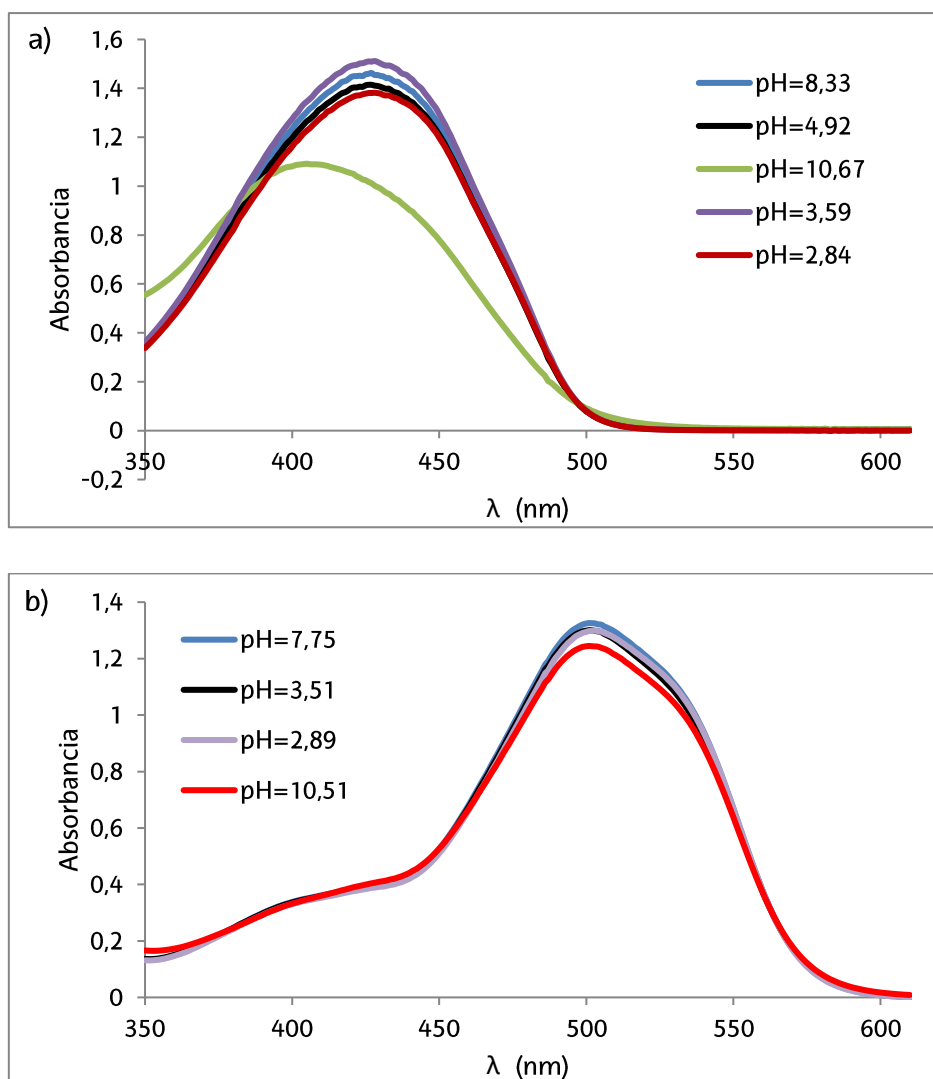 a)
1,6
1,4
1,2
1
0,8
0,6
0,4
0,2
0
-0,2
Absorbancia
350
400
450
500
550
600
λ (nm)
pH=8,33
pH=4,92
pH=10,67
pH=3,59
pH=2,84
b)
1,4
1,2
1
0,8
0,6
0,4
0,2
0
Absorbancia
pH=7,75
pH=3,51
pH=2,89
pH=10,51
350
400
450
500
550
600
λ (nm)